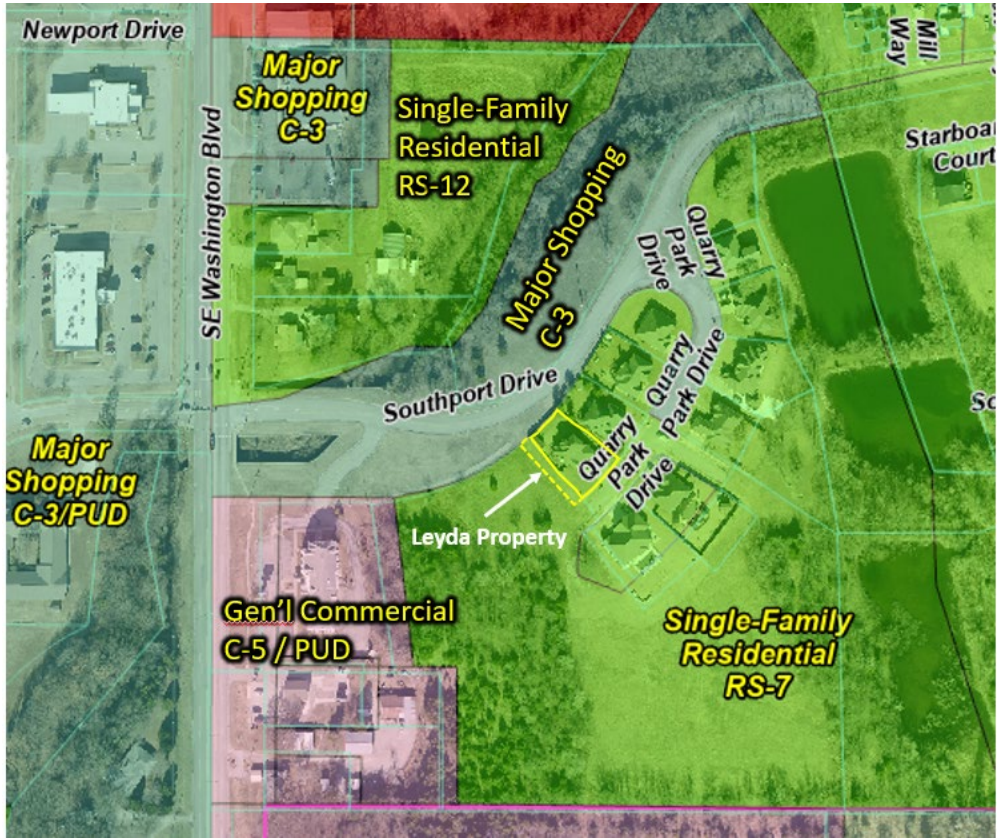 Newport Drive
Major
Shopping
C-3
Single-Family
Residential
RS-12
Mill
Way
Starboar
Court
SE Washington Blvd
Major Shopping
C-3
Quarry
Park
Drive
Quarry
Park Drive
Southport Drive
Quarry
Park
Drive
Sc
Major
Shopping
C-3/PUD
Leyda Property
Gen'l Commercial
C-5 / PUD
Single-Family
Residential
RS-7